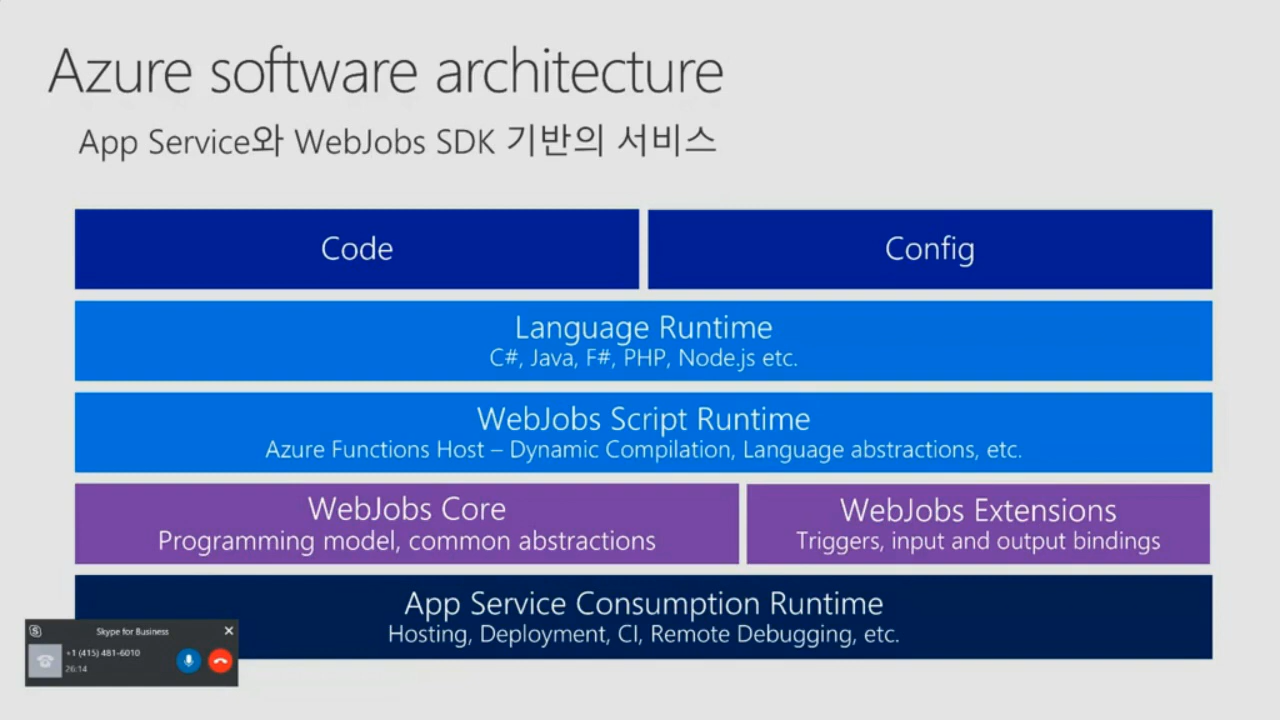 Azure software architecture
App Service와 WebJobs SDK 기반의 서비스
Code
Config
Language Runtime
C#, Java, F#, PHP, Node.js etc.
WebJobs Script Runtime
Azure Functions Host – Dynamic Compilation, Language abstractions, etc.
WebJobs Core
Programming model, common abstractions
WebJobs Extensions
Triggers, input and output bindings
App Service Consumption Runtime
Hosting, Deployment, CI, Remote Debugging, etc.
Skype for Business
+1 (415) 481-6010
26:14